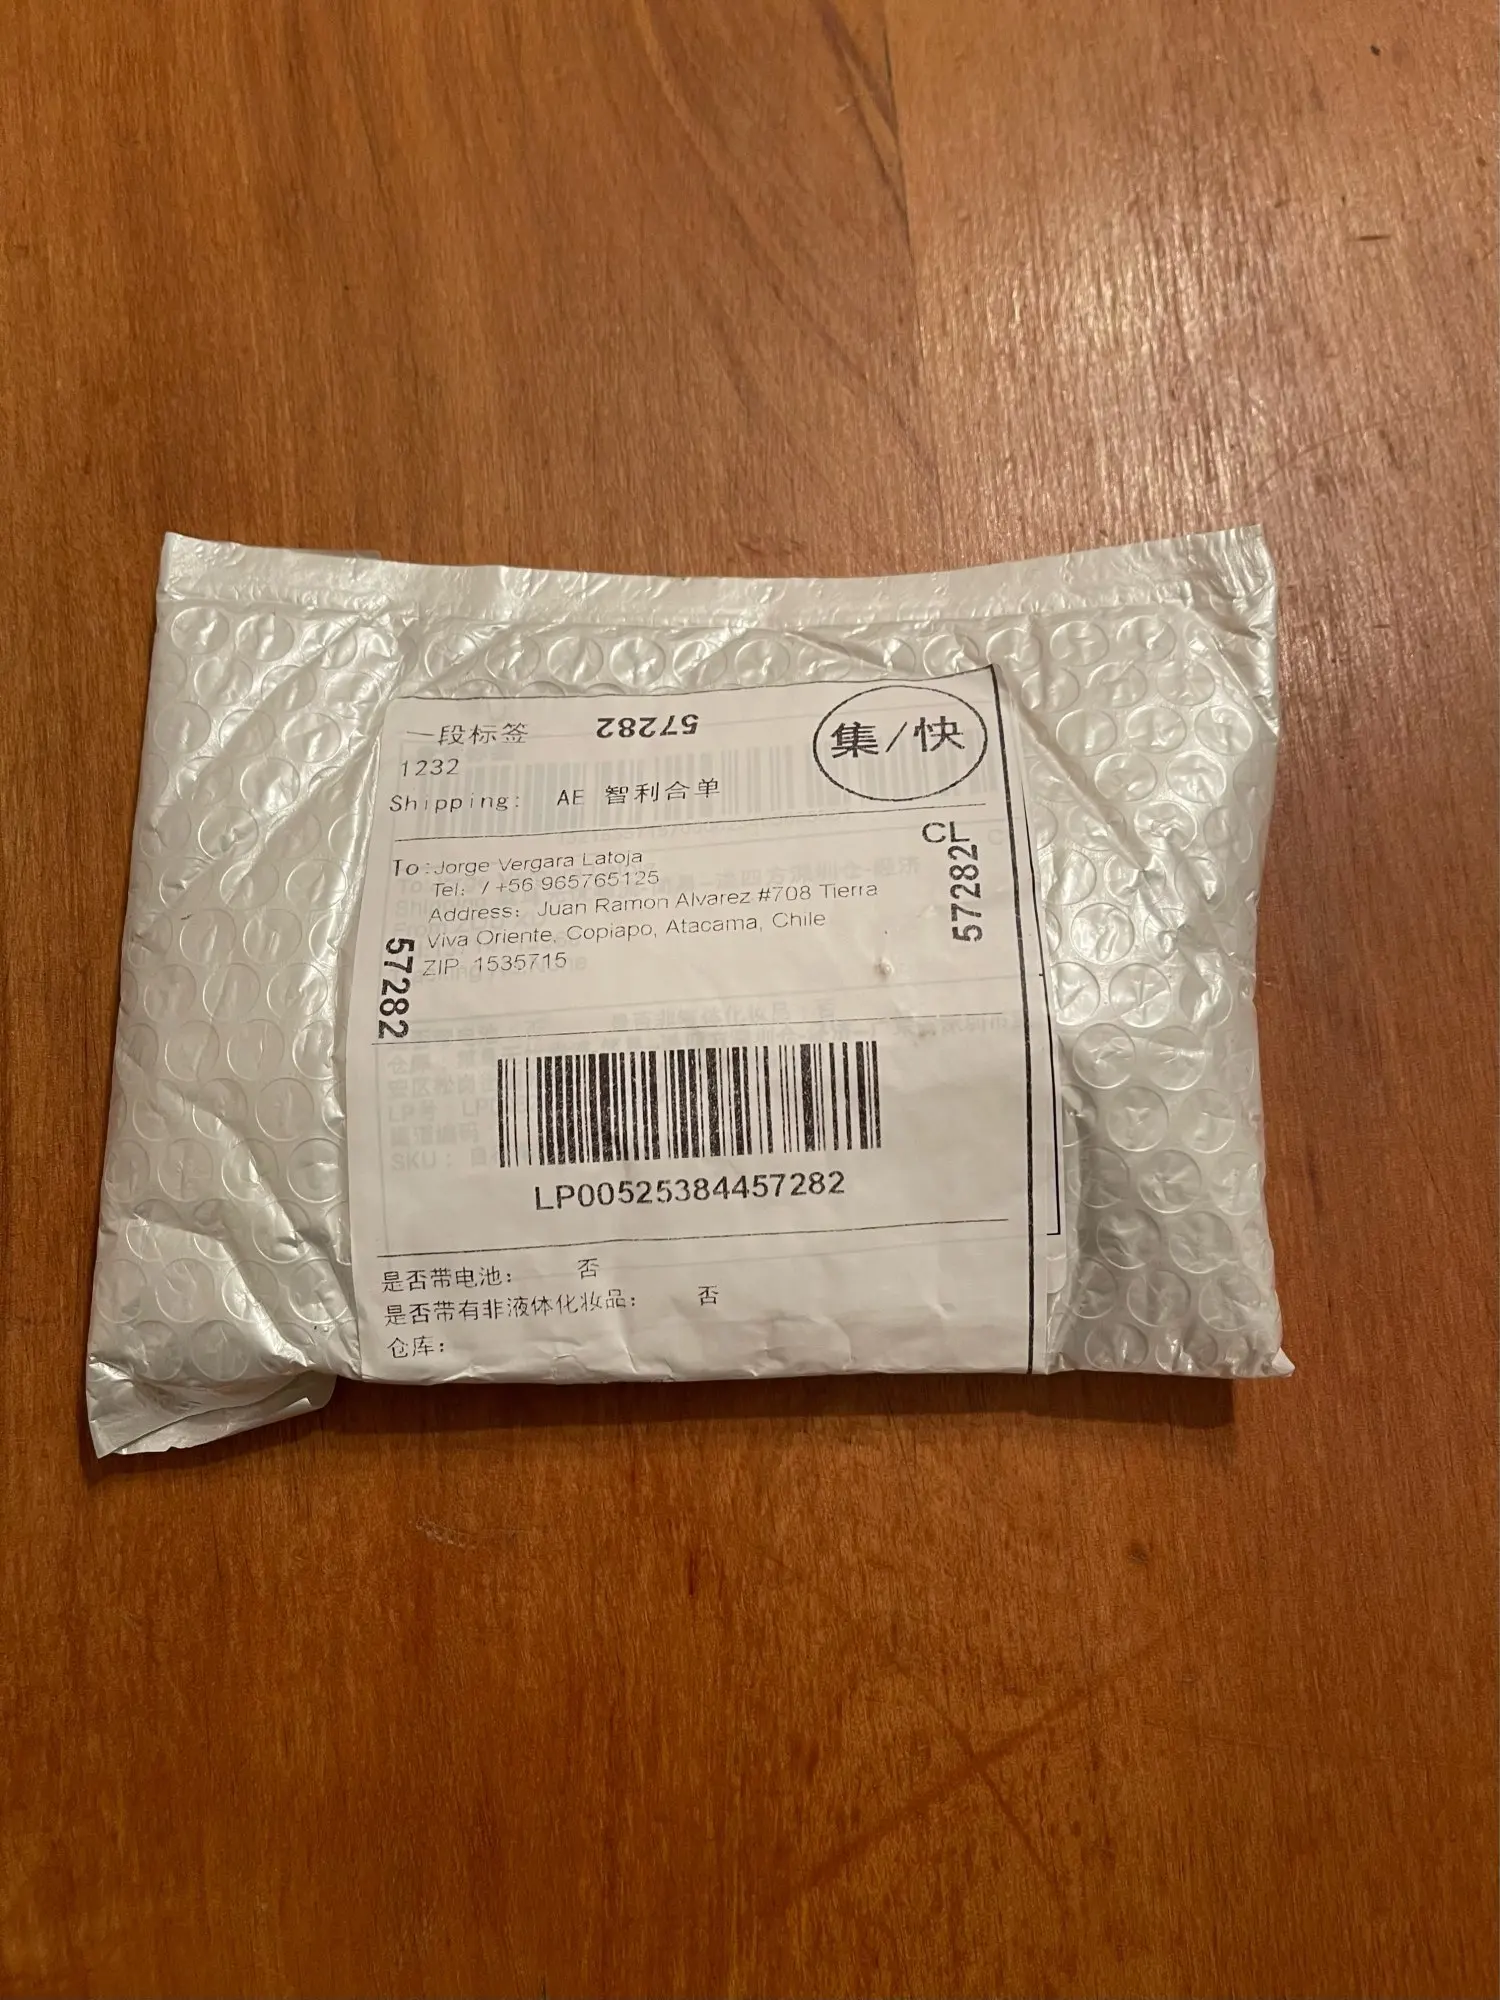 一段标签 57282
集/快
1232
Shipping: AE 智利合单
CL
57282
To:Jorge Vergara Latoja
Tel: / +56 965765125
Address: Juan Ramon Alvarez #708 Tierra
Viva Oriente, Copiapo, Atacama, Chile
ZIP 1535715
57282
LP00525384457282
是否带电池: 否
是否带有非液体化妆品: 否
仓库: